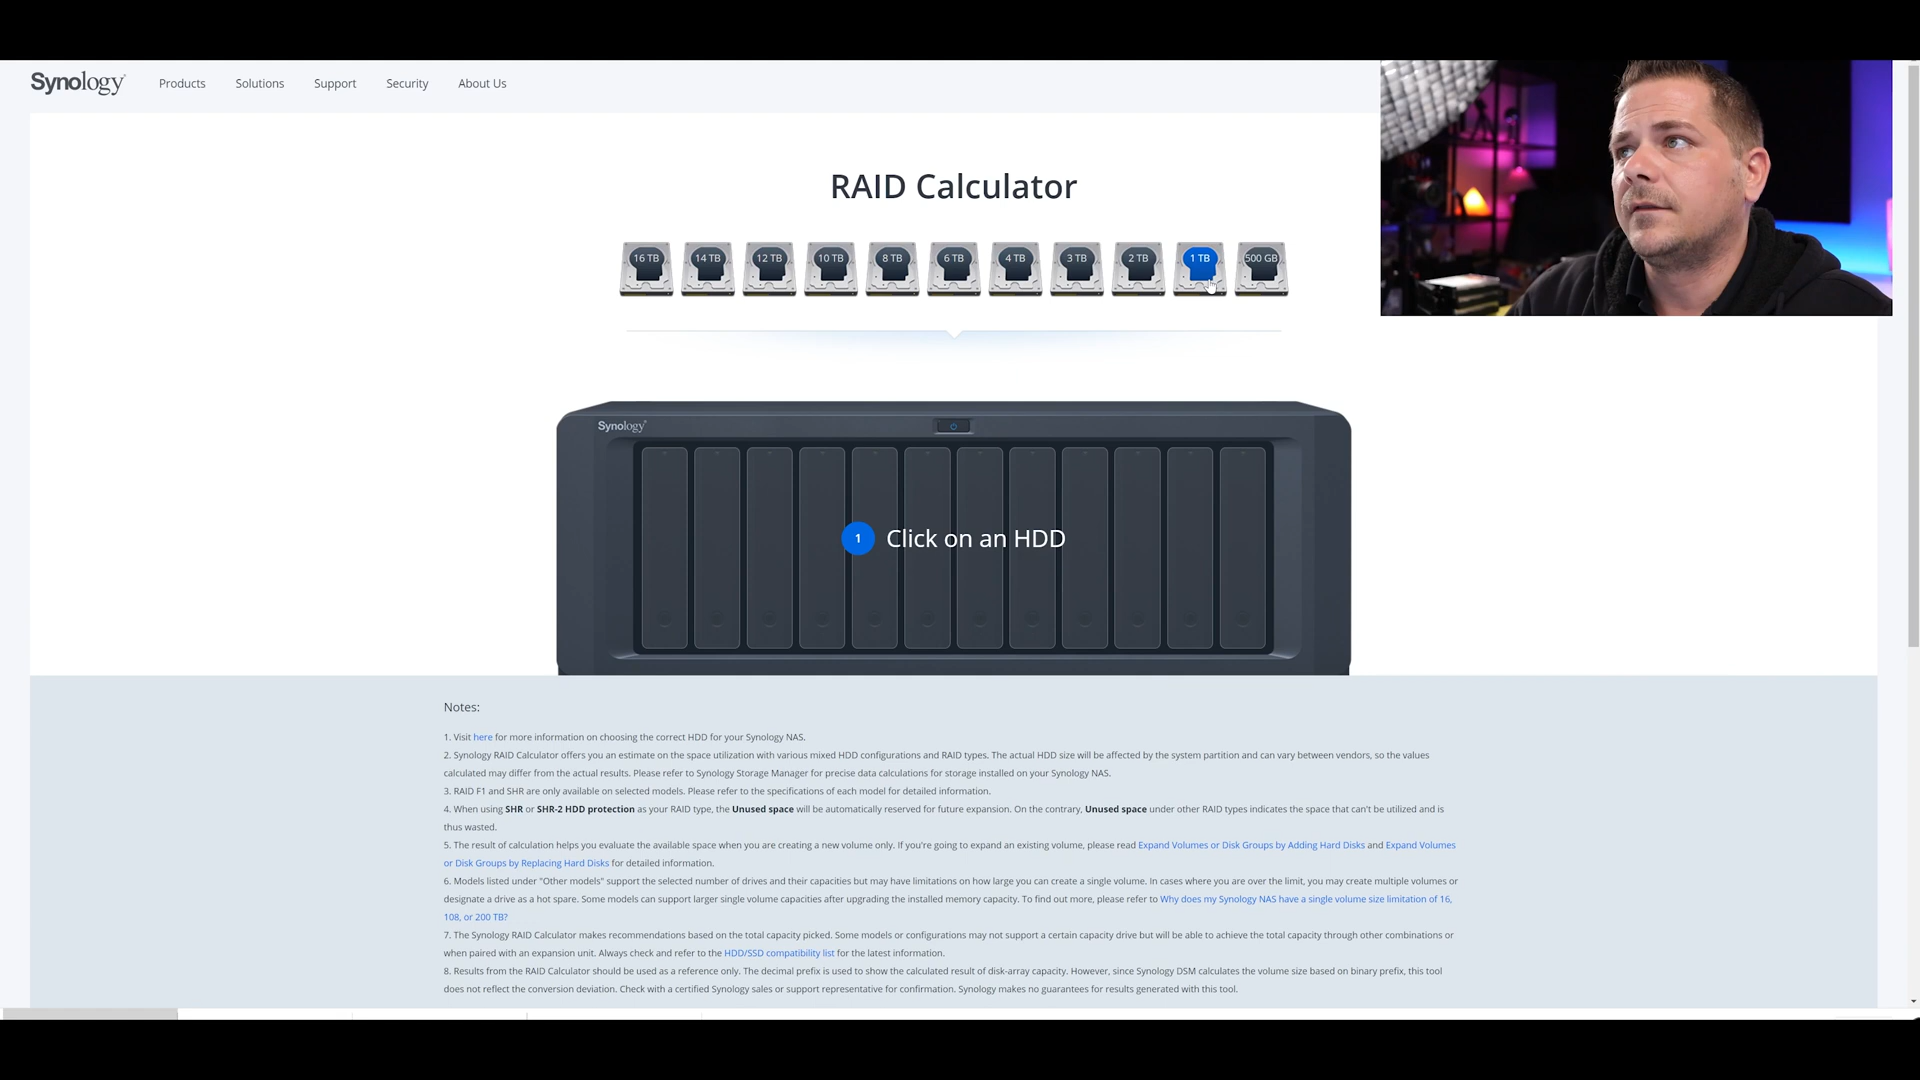 Synology
Products
Solutions
Support
Security
About Us
RAID Calculator
16 TB
14 TB
12 TB
10 TB
8 TB
6 TB
4 TB
3 TB
2 TB
1 TB
500 GB
Synology
1 Click on an HDD
Notes:
1. Visit here for more information on choosing the correct HDD for your Synology NAS.
2. Synology RAID Calculator offers you an estimate on the space utilization with various mixed HDD configurations and RAID types. The actual HDD size will be affected by the system partition and can vary between vendors, so the values
calculated may differ from the actual results. Please refer to Synology Storage Manager for precise data calculations for storage installed on your Synology NAS.
3. RAID F1 and SHR are only available on selected models. Please refer to the specifications of each model for detailed information.
4. When using SHR or SHR-2 HDD protection as your RAID type, the Unused space will be automatically reserved for future expansion. On the contrary, Unused space under other RAID types indicates the space that can't be utilized and is
thus wasted.
5. The result of calculation helps you evaluate the available space when you are creating a new volume only. If you're going to expand an existing volume, please read Expand Volumes or Disk Groups by Adding Hard Disks and Expand Volumes
or Disk Groups by Replacing Hard Disks for detailed information.
6. Models listed under "Other models" support the selected number of drives and their capacities but may have limitations on how large you can create a single volume. In cases where you are over the limit, you may create multiple volumes or
designate a drive as a hot spare. Some models can support larger single volume capacities after upgrading the installed memory capacity. To find out more, please refer to Why does my Synology NAS have a single volume size limitation of 16,
108, or 200 TB?
7. The Synology RAID Calculator makes recommendations based on the total capacity picked. Some models or configurations may not support a certain capacity drive but will be able to achieve the total capacity through other combinations or
when paired with an expansion unit. Always check and refer to the HDD/SSD compatibility list for the latest information.
8. Results from the RAID Calculator should be used as a reference only. The decimal prefix is used to show the calculated result of disk-array capacity. However, since Synology DSM calculates the volume size based on binary prefix, this tool
does not reflect the conversion deviation. Check with a certified Synology sales or support representative for confirmation. Synology makes no guarantees for results generated with this tool.